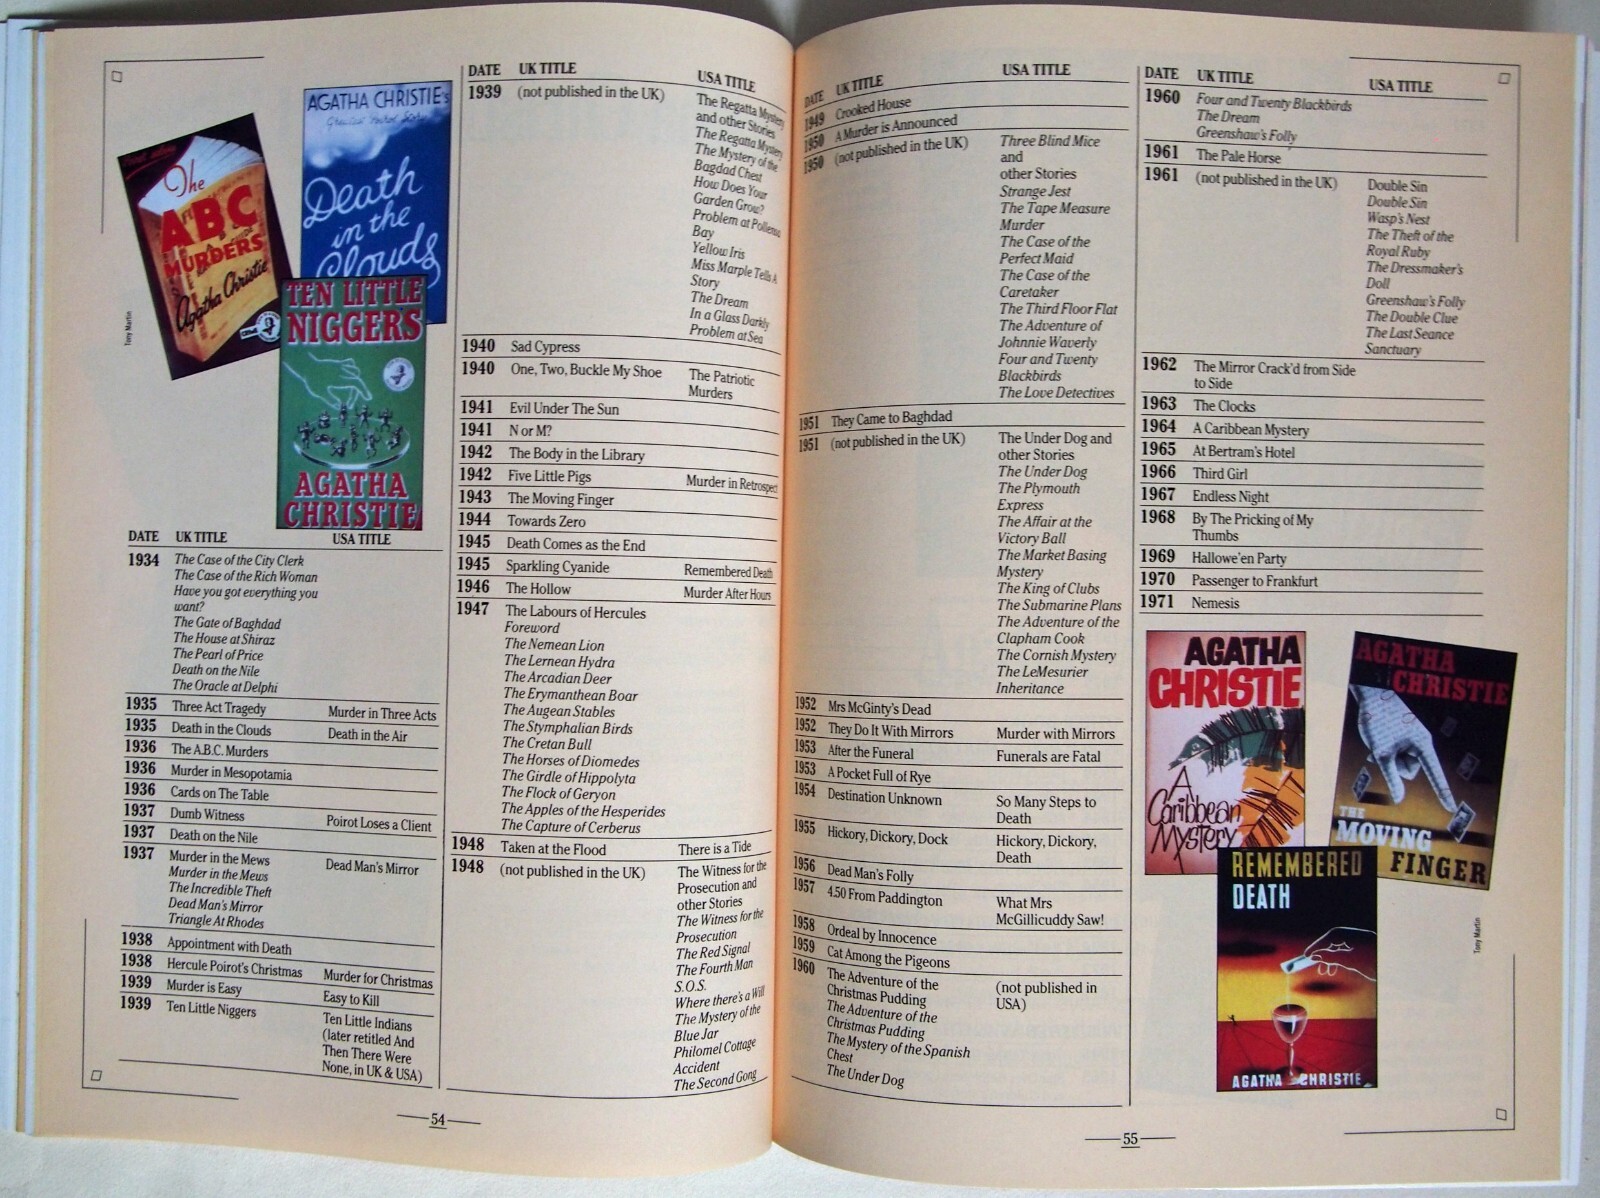 The
ABC
MURDERS
Agatha Christie
AGATHA CHRISTIE's
Death
in the
Clouds
TEN LITTLE
NIGGERS
AGATHA
CHRISTIE
Tony Martin
DATE UK TITLE USA TITLE
1934 The Case of the City Clerk
The Case of the Rich Woman
Have you got everything you
want?
The Gate of Baghdad
The House at Shiraz
The Pearl of Price
Death on the Nile
The Oracle at Delphi
1935 Three Act Tragedy Murder in Three Acts
1935 Death in the Clouds Death in the Air
1936 The A.B.C. Murders
1936 Murder in Mesopotamia
1936 Cards on The Table
1937 Dumb Witness Poirot Loses a Client
1937 Death on the Nile
1937 Murder in the Mews Dead Man's Mirror
Murder in the Mews
The Incredible Theft
Dead Man's Mirror
Triangle At Rhodes
1938 Appointment with Death
1938 Hercule Poirot's Christmas Murder for Christmas
1939 Murder is Easy Easy to Kill
1939 Ten Little Niggers Ten Little Indians
(later retitled And
Then There Were
None, in UK & USA)
54
DATE UK TITLE USA TITLE
1939 (not published in the UK) The Regatta Mystery
and other Stories
The Regatta Mystery
The Mystery of the
Bagdad Chest
How Does Your
Garden Grow?
Problem at Pollensa
Bay
Yellow Iris
Miss Marple Tells A
Story
The Dream
In a Glass Darkly
Problem at Sea
1940 Sad Cypress
1940 One, Two, Buckle My Shoe The Patriotic
Murders
1941 Evil Under The Sun
1941 N or M?
1942 The Body in the Library
1942 Five Little Pigs Murder in Retrospect
1943 The Moving Finger
1944 Towards Zero
1945 Death Comes as the End
1945 Sparkling Cyanide Remembered Death
1946 The Hollow Murder After Hours
1947 The Labours of Hercules
Foreword
The Nemean Lion
The Lernean Hydra
The Arcadian Deer
The Erymanthean Boar
The Augean Stables
The Stymphalian Birds
The Cretan Bull
The Horses of Diomedes
The Girdle of Hippolyta
The Flock of Geryon
The Apples of the Hesperides
The Capture of Cerberus
1948 Taken at the Flood There is a Tide
1948 (not published in the UK) The Witness for the
Prosecution and
other Stories
The Witness for the
Prosecution
The Red Signal
The Fourth Man
S.O.S.
Where there's a Will
The Mystery of the
Blue Jar
Philomel Cottage
Accident
The Second Gong
DATE UK TITLE USA TITLE
1949 Crooked House
1950 A Murder is Announced
1950 (not published in the UK) Three Blind Mice
and
other Stories
Strange Jest
The Tape Measure
Murder
The Case of the
Perfect Maid
The Case of the
Caretaker
The Third Floor Flat
The Adventure of
Johnnie Waverly
Four and Twenty
Blackbirds
The Love Detectives
1951 They Came to Baghdad
1951 (not published in the UK) The Under Dog and
other Stories
The Under Dog
The Plymouth
Express
The Affair at the
Victory Ball
The Market Basing
Mystery
The King of Clubs
The Submarine Plans
The Adventure of the
Clapham Cook
The Cornish Mystery
The LeMesurier
Inheritance
1952 Mrs McGinty's Dead
1952 They Do It With Mirrors Murder with Mirrors
1953 After the Funeral Funerals are Fatal
1953 A Pocket Full of Rye
1954 Destination Unknown So Many Steps to
Death
1955 Hickory, Dickory, Dock Hickory, Dickory,
Death
1956 Dead Man's Folly
1957 4.50 From Paddington What Mrs
McGillicuddy Saw!
1958 Ordeal by Innocence
1959 Cat Among the Pigeons
1960 The Adventure of the (not published in
Christmas Pudding USA)
The Adventure of the
Christmas Pudding
The Mystery of the Spanish
Chest
The Under Dog
55
DATE UK TITLE USA TITLE
1960 Four and Twenty Blackbirds
The Dream
Greenshaw's Folly
1961 The Pale Horse
1961 (not published in the UK) Double Sin
Double Sin
Wasp's Nest
The Theft of the
Royal Ruby
The Dressmaker's
Doll
Greenshaw's Folly
The Double Clue
The Last Seance
Sanctuary
1962 The Mirror Crack'd from Side
to Side
1963 The Clocks
1964 A Caribbean Mystery
1965 At Bertram's Hotel
1966 Third Girl
1967 Endless Night
1968 By The Pricking of My
Thumbs
1969 Hallowe'en Party
1970 Passenger to Frankfurt
1971 Nemesis
AGATHA
CHRISTIE
A
Caribbean
Mystery
AGATHA
CHRISTIE
THE
MOVING
FINGER
REMEMBERED
DEATH
AGATHA CHRISTIE
Tony Martin